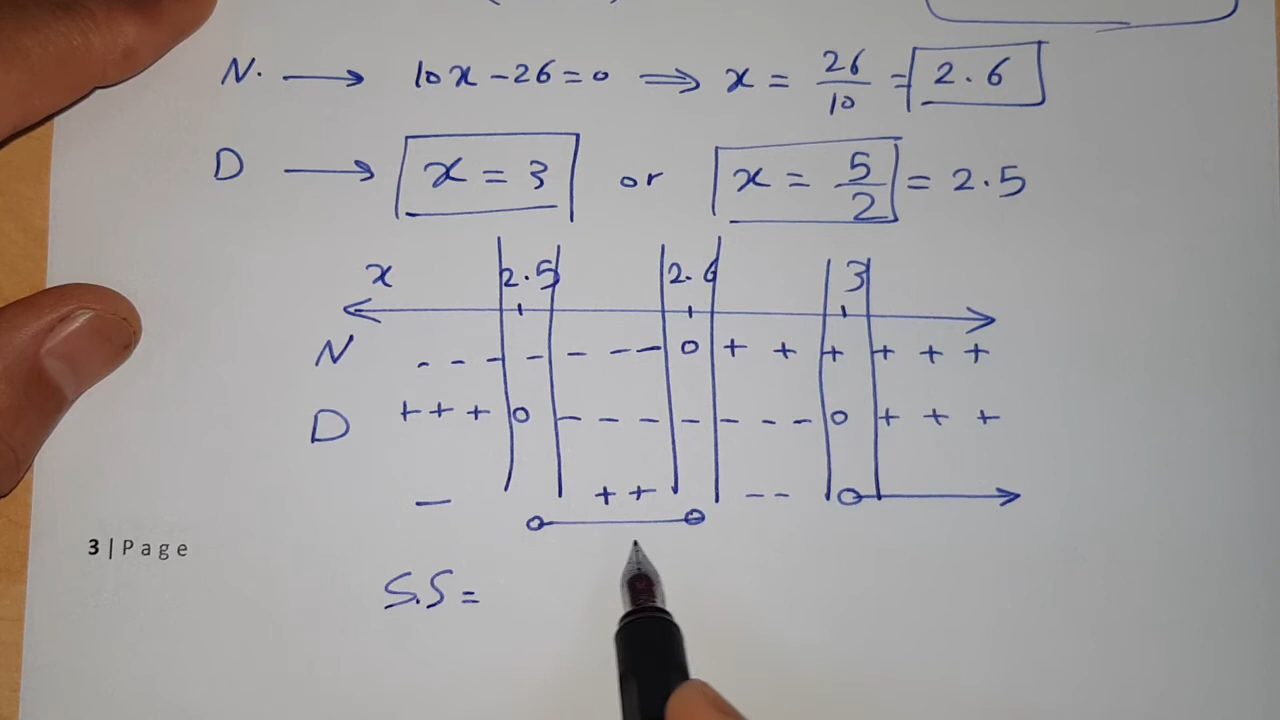 N. → 10x - 26 = 0 ⇒ x = 26/10 = 2.6
D → x = 3 or x = 5/2 = 2.5
x 2.5 2.6 3
N - - - - - - - 0 + + + + + +
D + + + 0 - - - - - - - 0 + + +
- + + - -
3 | Page
S.S =